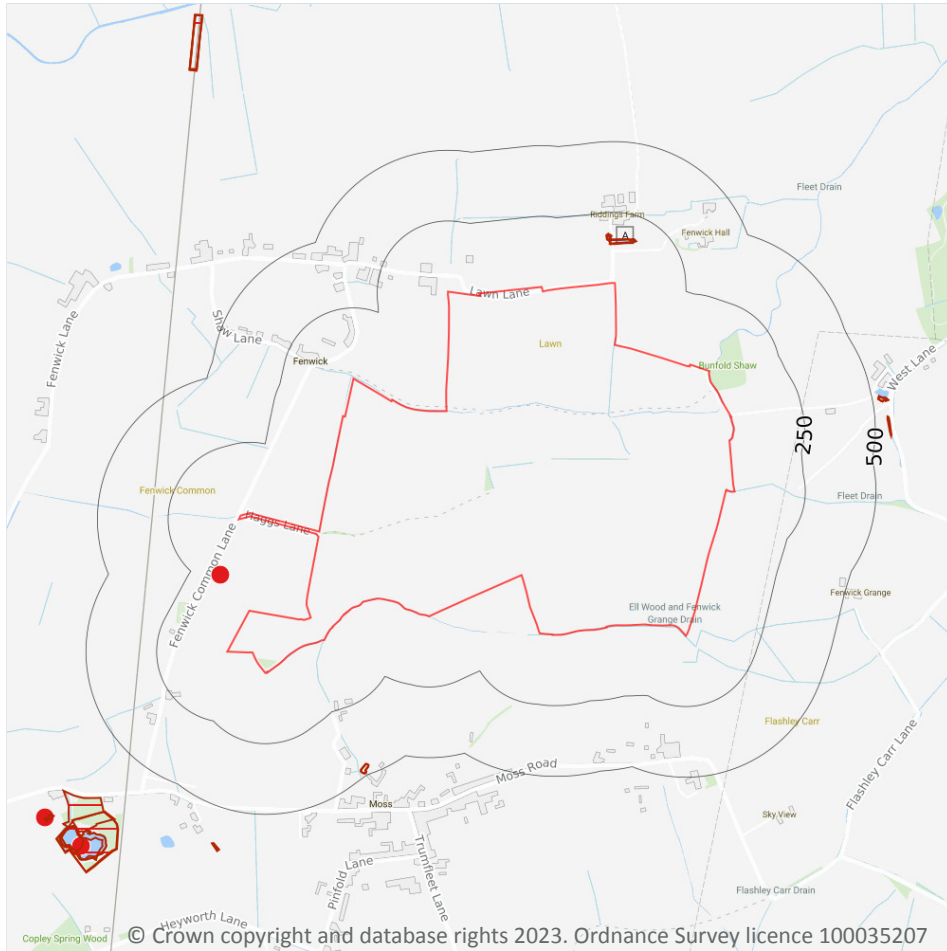 Fleet Drain
Riddings Farm
A
Fenwick Hall
Lawn Lane
Shaw Lane
Fenwick Lane
Lawn
Fenwick
Bunfold Shaw
West Lane
250
500
Fenwick Common
Fleet Drain
Haggs Lane
Fenwick Common Lane
Fenwick Grange
Ell Wood and Fenwick
Grange Drain
Flashley Carr
Flashley Carr Lane
Moss Road
Moss
Sky View
Pinfold Lane
Trumfleet Lane
Flashley Carr Drain
Heyworth Lane
Copley Spring Wood
© Crown copyright and database rights 2023. Ordnance Survey licence 100035207